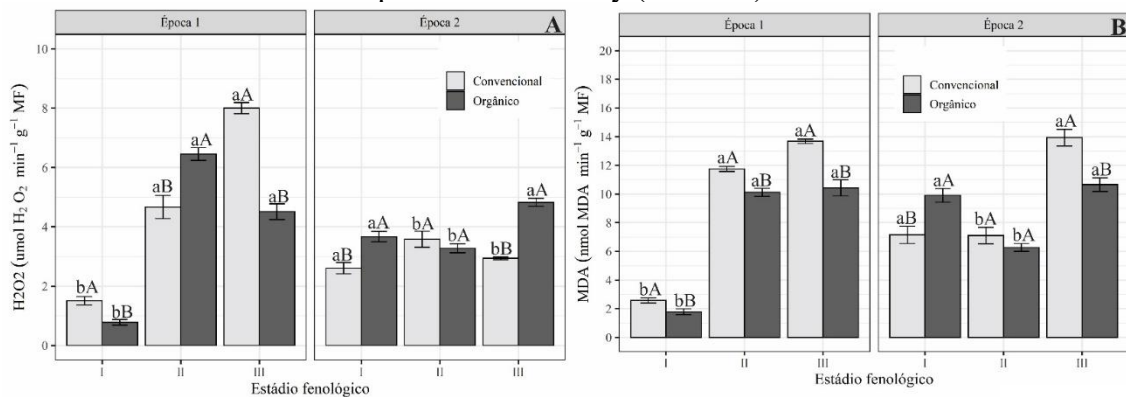 Época 1
Época 2
A
H2O2 (umol H₂ O₂ min⁻¹ g⁻¹ MF)
10
8
6
4
2
0
Convencional
Orgânico
bA
bB
aB
aA
aA
aB
aB
aA
bA
bA
bB
aA
I
II
III
I
II
III
Estádio fenológico
Época 1
Época 2
B
MDA (nmol MDA min⁻¹ g⁻¹ MF)
20
18
16
14
12
10
8
6
4
2
0
Convencional
Orgânico
bA
bB
aA
aB
aA
aB
aB
aA
bA
bA
aA
aB
I
II
III
I
II
III
Estádio fenológico